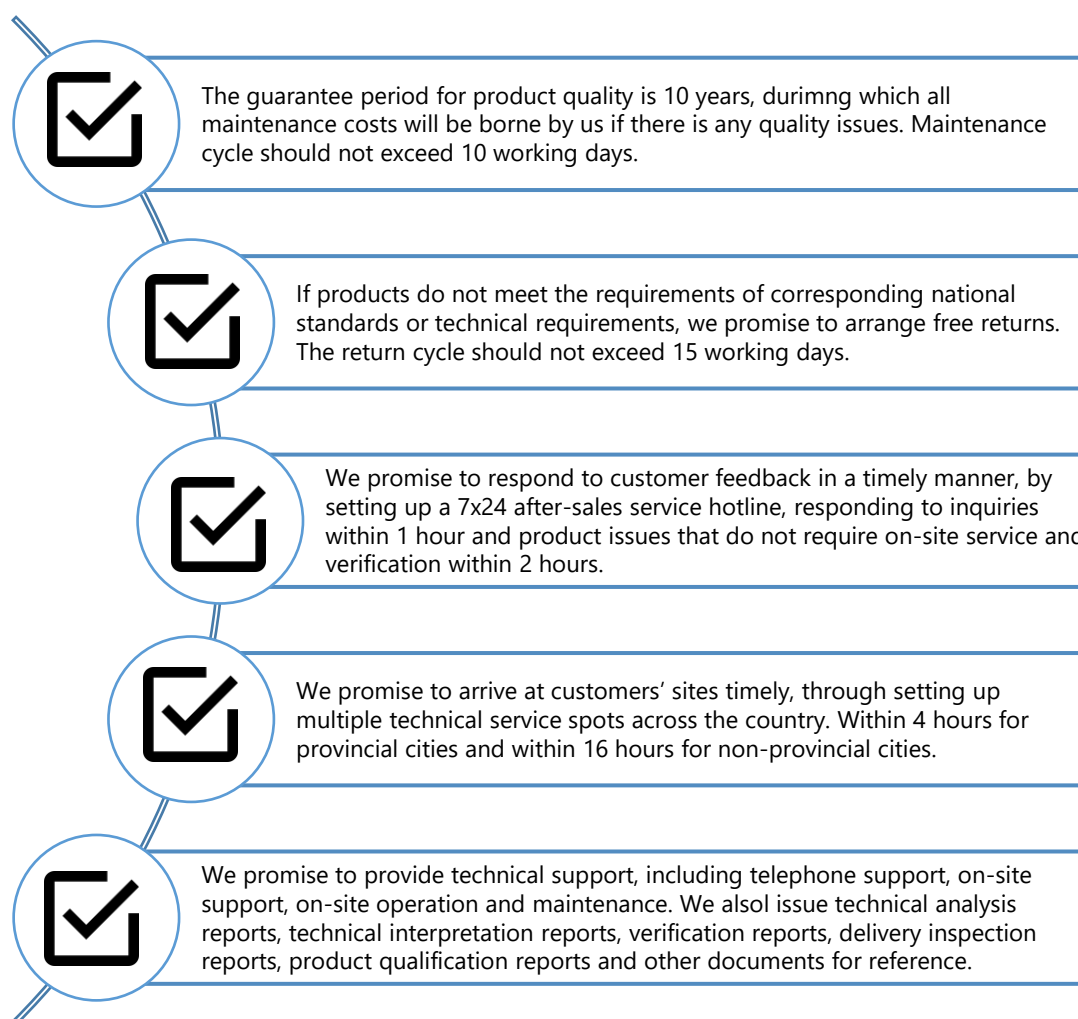 The guarantee period for product quality is 10 years, durimng which all
maintenance costs will be borne by us if there is any quality issues. Maintenance
cycle should not exceed 10 working days.
If products do not meet the requirements of corresponding national
standards or technical requirements, we promise to arrange free returns.
The return cycle should not exceed 15 working days.
We promise to respond to customer feedback in a timely manner, by
setting up a 7x24 after-sales service hotline, responding to inquiries
within 1 hour and product issues that do not require on-site service and
verification within 2 hours.
We promise to arrive at customers’ sites timely, through setting up
multiple technical service spots across the country. Within 4 hours for
provincial cities and within 16 hours for non-provincial cities.
We promise to provide technical support, including telephone support, on-site
support, on-site operation and maintenance. We alsol issue technical analysis
reports, technical interpretation reports, verification reports, delivery inspection
reports, product qualification reports and other documents for reference.